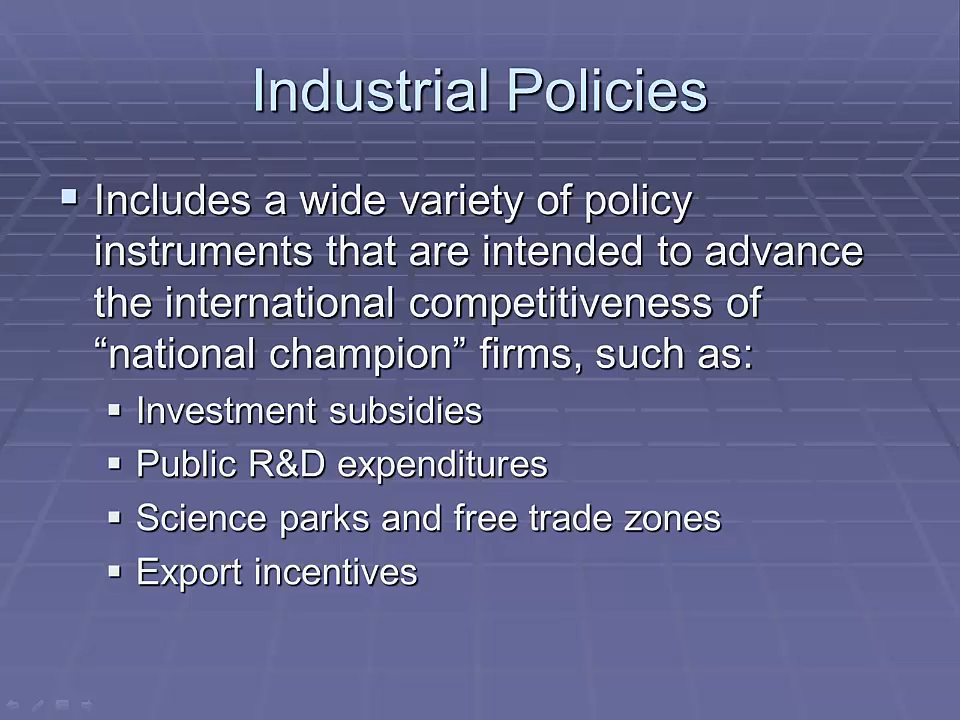 Industrial Policies
▪ Includes a wide variety of policy
instruments that are intended to advance
the international competitiveness of
“national champion” firms, such as:
▪ Investment subsidies
▪ Public R&D expenditures
▪ Science parks and free trade zones
▪ Export incentives